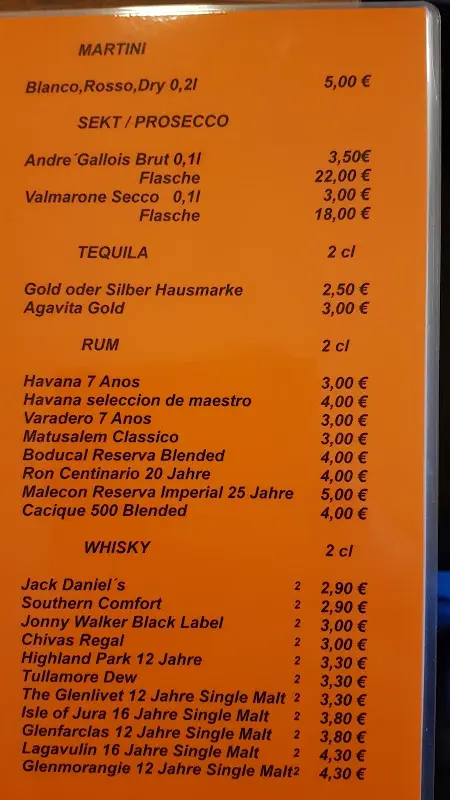 MARTINI
Blanco,Rosso,Dry 0,2l 5,00 €
SEKT / PROSECCO
Andre´Gallois Brut 0,1l 3,50€
Flasche 22,00 €
Valmarone Secco 0,1l 3,00 €
Flasche 18,00 €
TEQUILA 2 cl
Gold oder Silber Hausmarke 2,50 €
Agavita Gold 3,00 €
RUM 2 cl
Havana 7 Anos 3,00 €
Havana seleccion de maestro 4,00 €
Varadero 7 Anos 3,00 €
Matusalem Classico 3,00 €
Boducal Reserva Blended 4,00 €
Ron Centinario 20 Jahre 4,00 €
Malecon Reserva Imperial 25 Jahre 5,00 €
Cacique 500 Blended 4,00 €
WHISKY 2 cl
Jack Daniel´s 2 2,90 €
Southern Comfort 2 2,90 €
Jonny Walker Black Label 2 3,00 €
Chivas Regal 2 3,00 €
Highland Park 12 Jahre 2 3,30 €
Tullamore Dew 2 3,30 €
The Glenlivet 12 Jahre Single Malt 2 3,30 €
Isle of Jura 16 Jahre Single Malt 2 3,80 €
Glenfarclas 12 Jahre Single Malt 2 3,80 €
Lagavulin 16 Jahre Single Malt 2 4,30 €
Glenmorangie 12 Jahre Single Malt 2 4,30 €